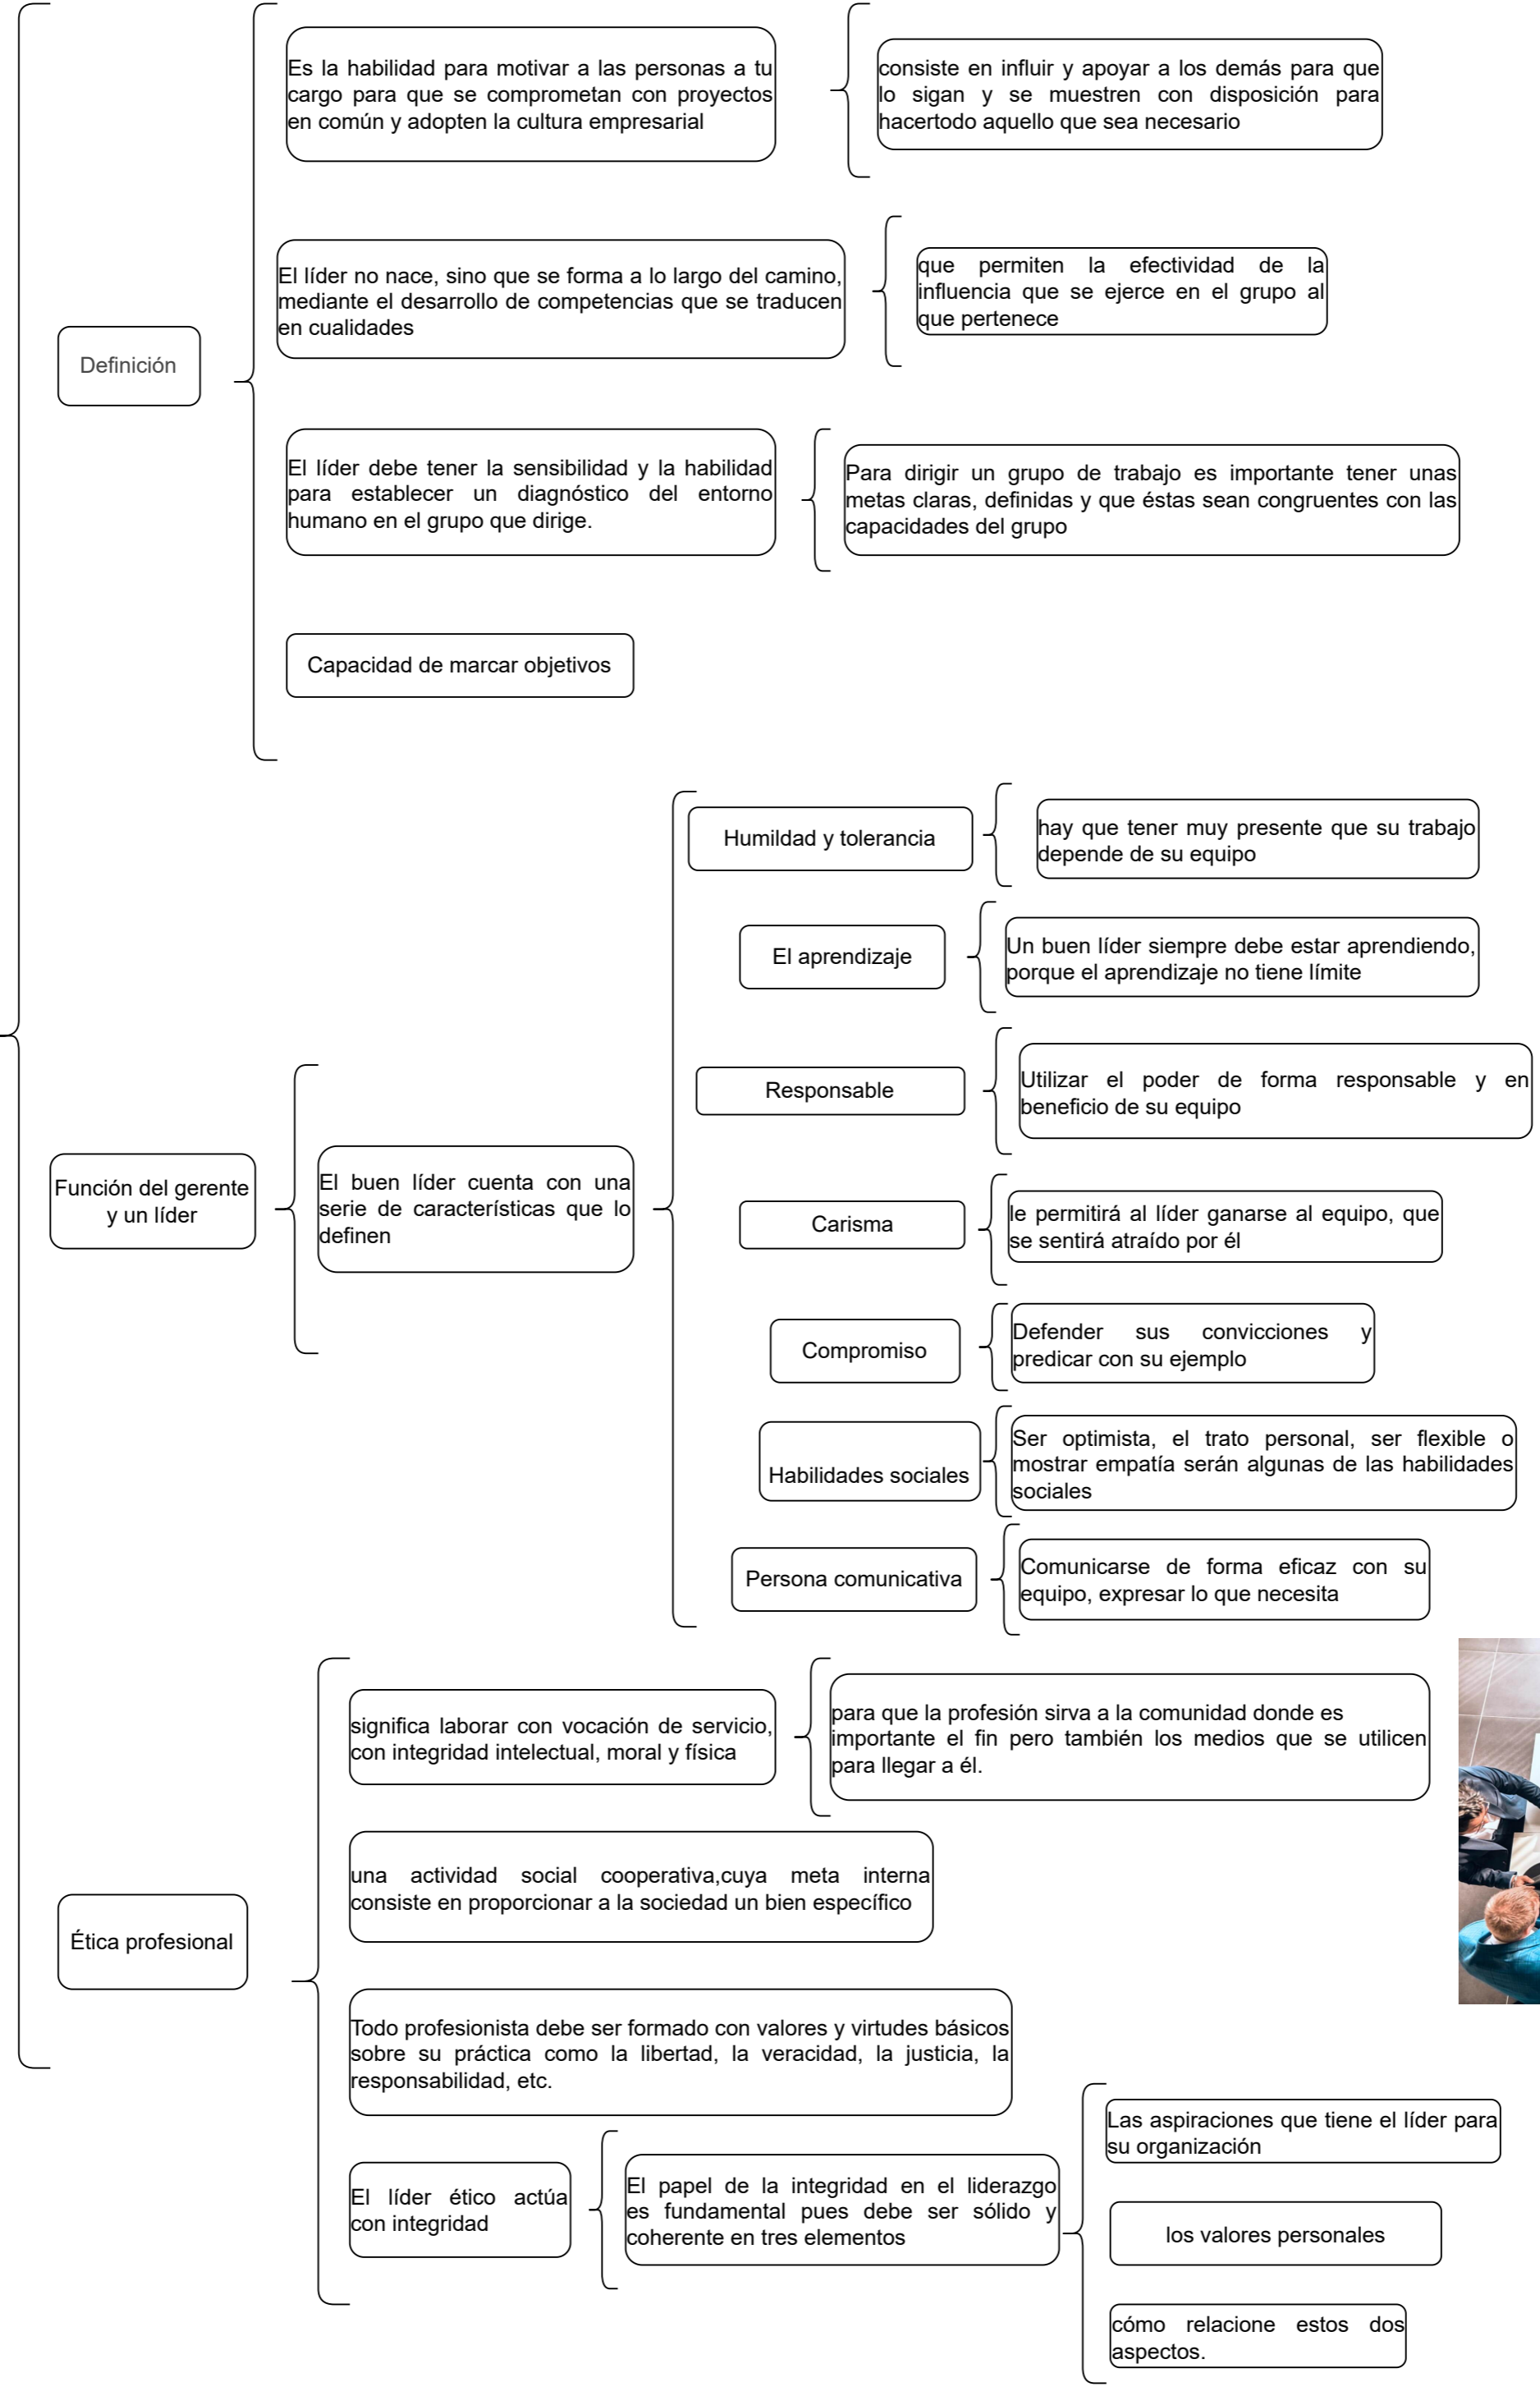 Es la habilidad para motivar a las personas a tu
cargo para que se comprometan con proyectos
en común y adopten la cultura empresarial
consiste en influir y apoyar a los demás para que
lo sigan y se muestren con disposición para
hacertodo aquello que sea necesario
El líder no nace, sino que se forma a lo largo del camino,
mediante el desarrollo de competencias que se traducen
en cualidades
que permiten la efectividad de la
influencia que se ejerce en el grupo al
que pertenece
Definición
El líder debe tener la sensibilidad y la habilidad
para establecer un diagnóstico del entorno
humano en el grupo que dirige.
Para dirigir un grupo de trabajo es importante tener unas
metas claras, definidas y que éstas sean congruentes con las
capacidades del grupo
Capacidad de marcar objetivos
Humildad y tolerancia
hay que tener muy presente que su trabajo
depende de su equipo
El aprendizaje
Un buen líder siempre debe estar aprendiendo,
porque el aprendizaje no tiene límite
Responsable
Utilizar el poder de forma responsable y en
beneficio de su equipo
Función del gerente
y un líder
El buen líder cuenta con una
serie de características que lo
definen
Carisma
le permitirá al líder ganarse al equipo, que
se sentirá atraído por él
Compromiso
Defender sus convicciones y
predicar con su ejemplo
Habilidades sociales
Ser optimista, el trato personal, ser flexible o
mostrar empatía serán algunas de las habilidades
sociales
Persona comunicativa
Comunicarse de forma eficaz con su
equipo, expresar lo que necesita
significa laborar con vocación de servicio,
con integridad intelectual, moral y física
para que la profesión sirva a la comunidad donde es
importante el fin pero también los medios que se utilicen
para llegar a él.
una actividad social cooperativa,cuya meta interna
consiste en proporcionar a la sociedad un bien específico
Ética profesional
Todo profesionista debe ser formado con valores y virtudes básicos
sobre su práctica como la libertad, la veracidad, la justicia, la
responsabilidad, etc.
El líder ético actúa
con integridad
El papel de la integridad en el liderazgo
es fundamental pues debe ser sólido y
coherente en tres elementos
Las aspiraciones que tiene el líder para
su organización
los valores personales
cómo relacione estos dos
aspectos.